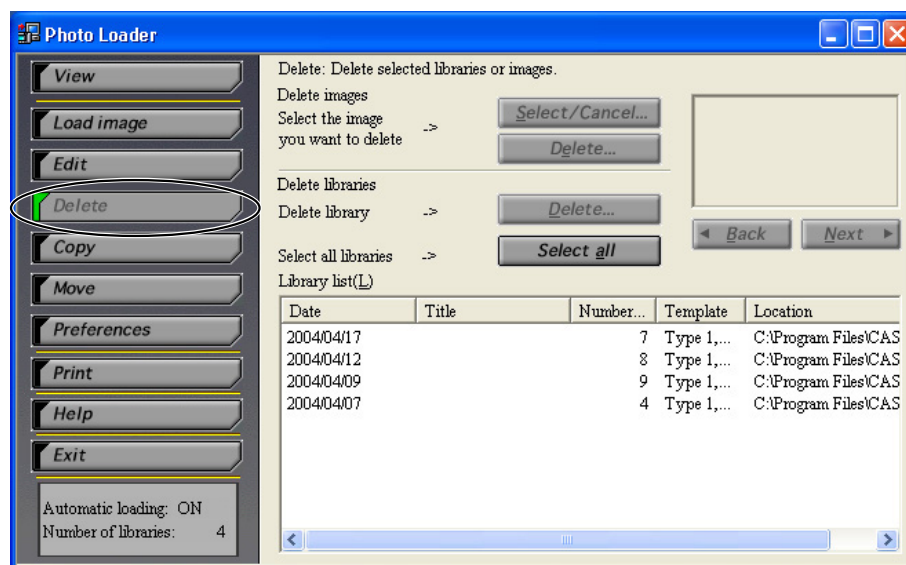 Photo Loader
View
Load image
Edit
Delete
Copy
Move
Preferences
Print
Help
Exit
Automatic loading: ON
Number of libraries: 4
Delete: Delete selected libraries or images.
Delete images
Select the image
you want to delete ->
Select/Cancel...
Delete...
Delete libraries
Delete library -> Delete...
Back Next
Select all libraries -> Select all
Library list(L)
Date Title Number... Template Location
2004/04/17 7 Type 1,... C:\Program Files\CAS
2004/04/12 8 Type 1,... C:\Program Files\CAS
2004/04/09 9 Type 1,... C:\Program Files\CAS
2004/04/07 4 Type 1,... C:\Program Files\CAS